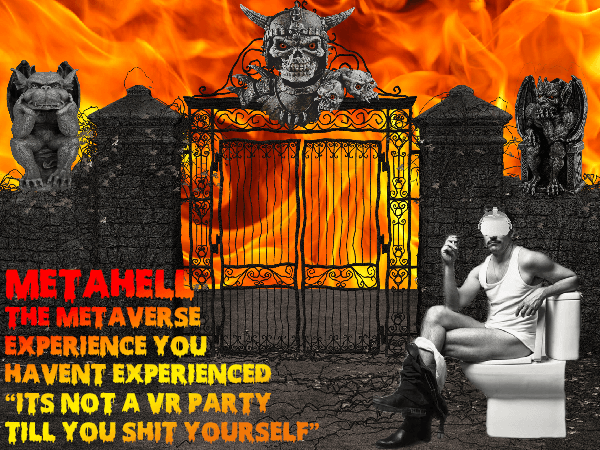 METAHELL
THE METAVERSE
EXPERIENCE YOU
HAVENT EXPERIENCED
“ITS NOT A VR PARTY
TILL YOU SHIT YOURSELF”